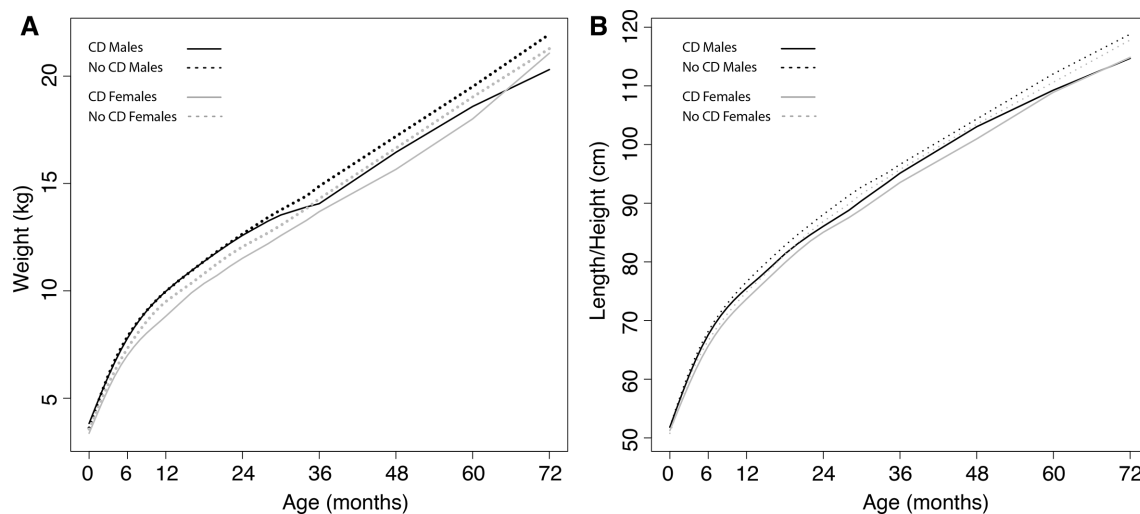 A
CD Males
No CD Males
CD Females
No CD Females
Weight (kg)
20
15
10
5
0 6 12 24 36 48 60 72
Age (months)
B
CD Males
No CD Males
CD Females
No CD Females
Length/Height (cm)
120
110
100
90
80
70
60
50
0 6 12 24 36 48 60 72
Age (months)